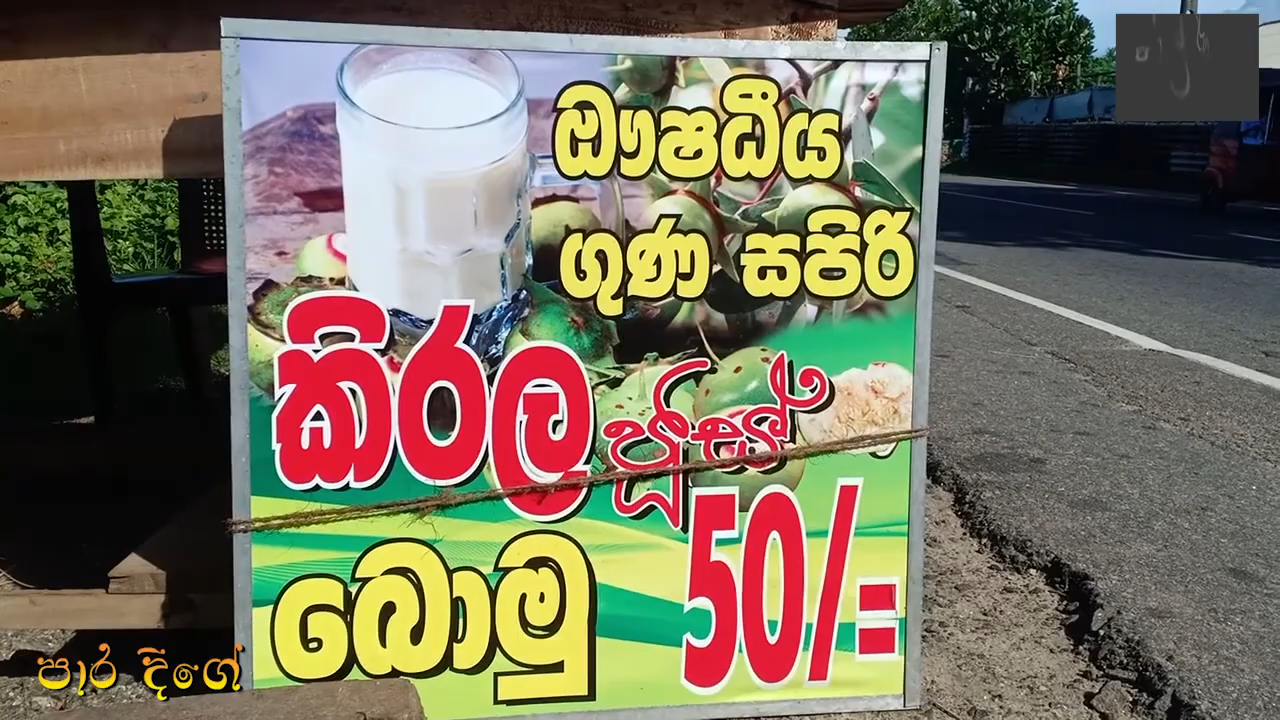 ඖෂධීය
ගුණ සපිරි
කිරල ජූස්
බොමු 50/=
පාර දිගේ